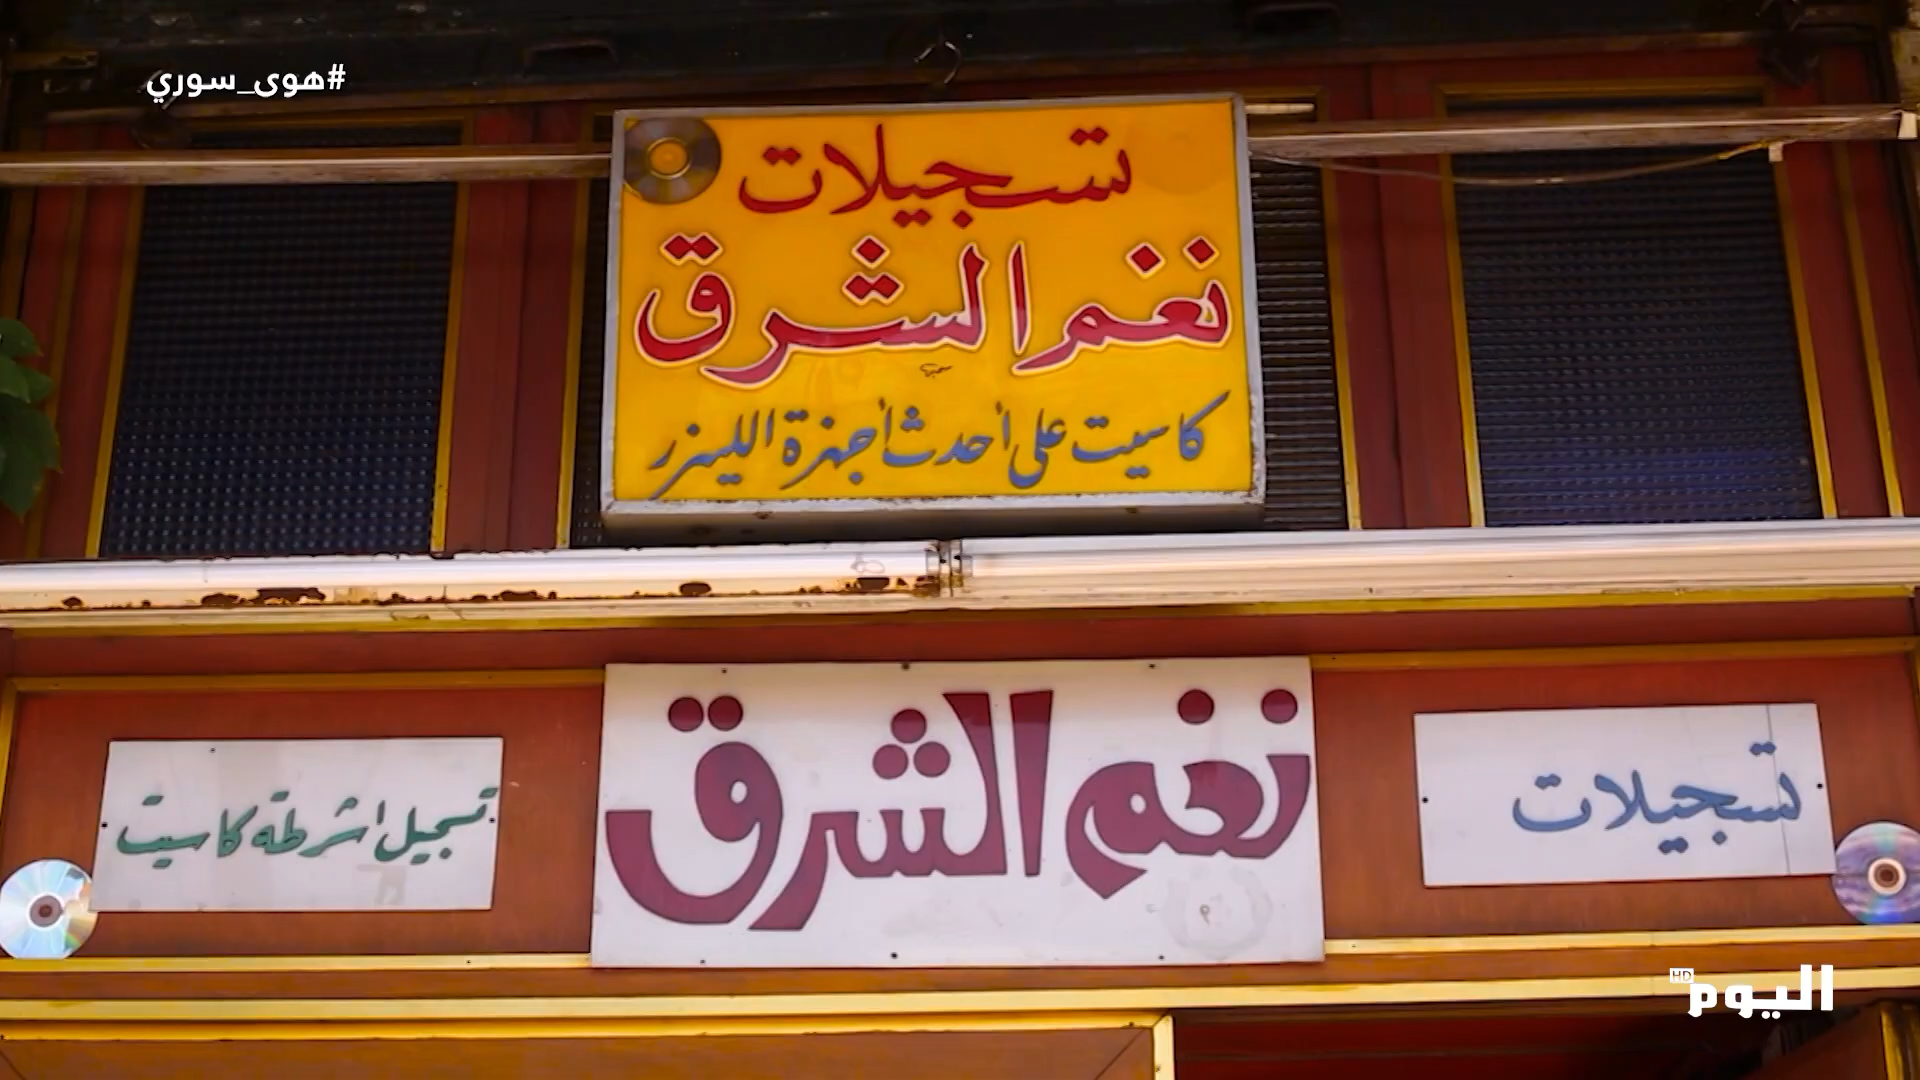 #هوى_سوري
تسجيلات
نغم الشرق
كاسيت على أحدث أجهزة الليزر
تسجيلات
نغم الشرق
تسجيل اشرطة كاسيت
اليوم HD